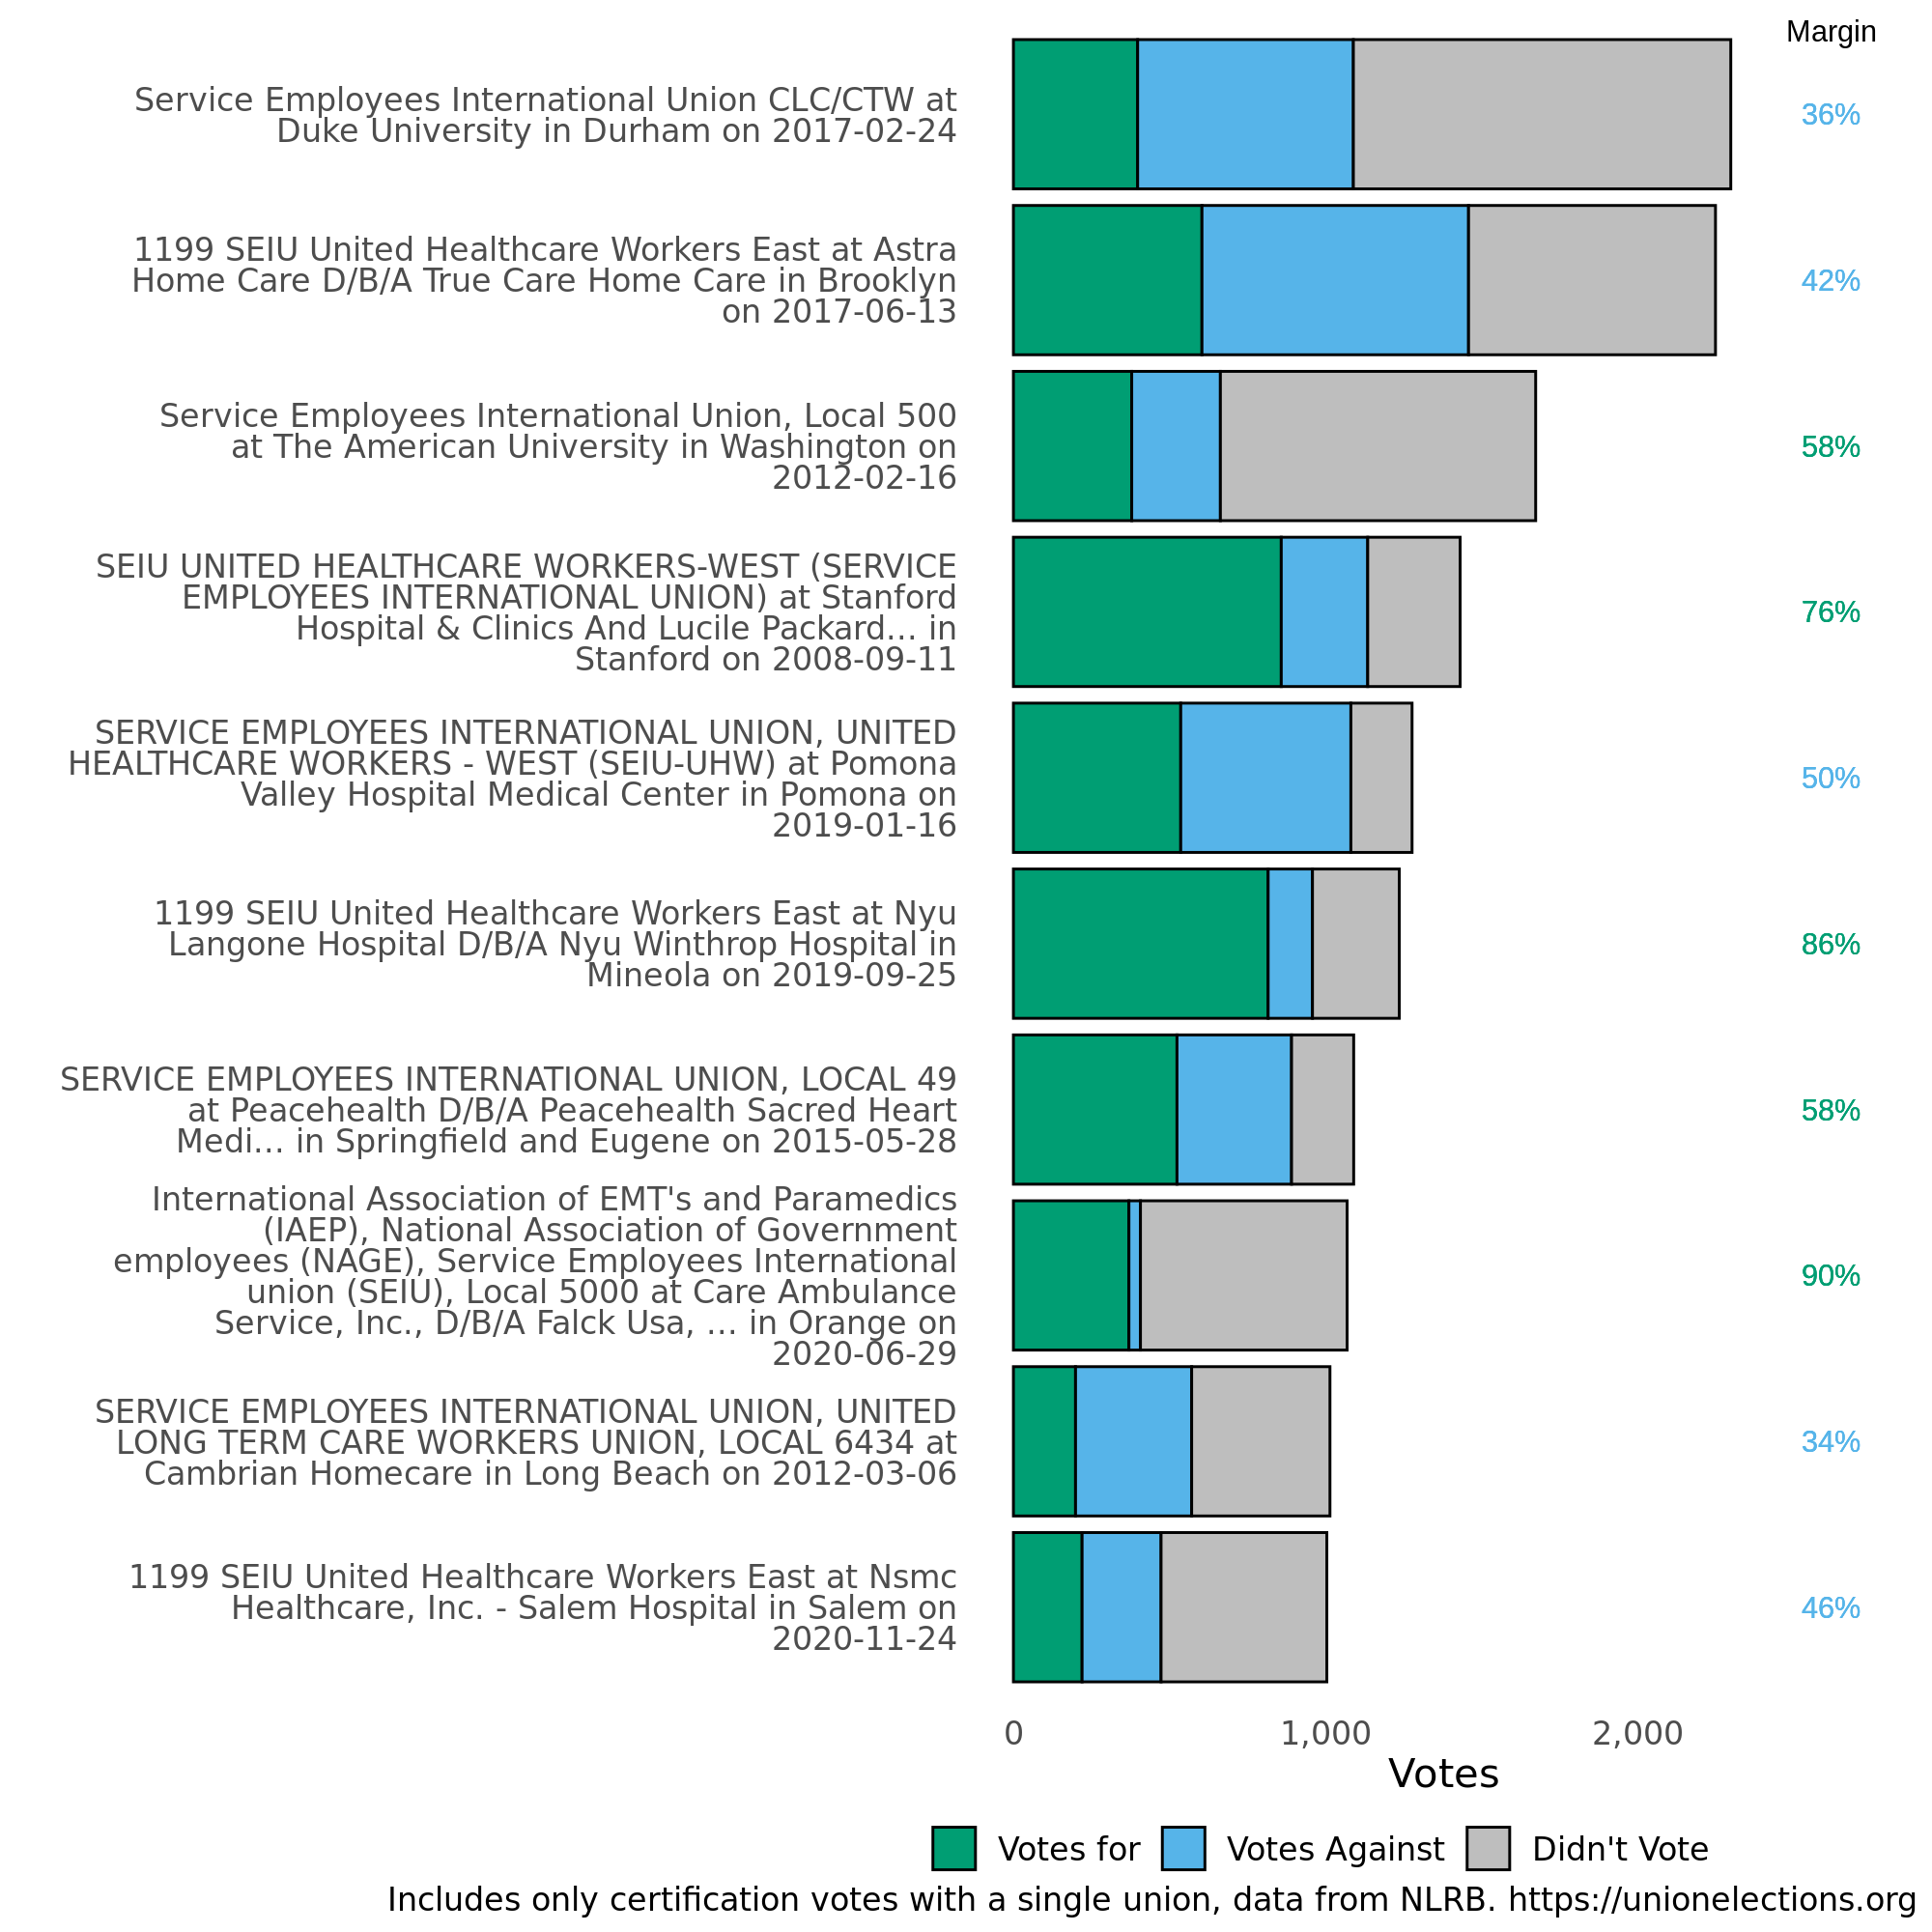 Margin
Service Employees International Union CLC/CTW at
Duke University in Durham on 2017-02-24
36%
1199 SEIU United Healthcare Workers East at Astra
Home Care D/B/A True Care Home Care in Brooklyn
on 2017-06-13
42%
Service Employees International Union, Local 500
at The American University in Washington on
2012-02-16
58%
SEIU UNITED HEALTHCARE WORKERS-WEST (SERVICE
EMPLOYEES INTERNATIONAL UNION) at Stanford
Hospital & Clinics And Lucile Packard... in
Stanford on 2008-09-11
76%
SERVICE EMPLOYEES INTERNATIONAL UNION, UNITED
HEALTHCARE WORKERS - WEST (SEIU-UHW) at Pomona
Valley Hospital Medical Center in Pomona on
2019-01-16
50%
1199 SEIU United Healthcare Workers East at Nyu
Langone Hospital D/B/A Nyu Winthrop Hospital in
Mineola on 2019-09-25
86%
SERVICE EMPLOYEES INTERNATIONAL UNION, LOCAL 49
at Peacehealth D/B/A Peacehealth Sacred Heart
Medi... in Springfield and Eugene on 2015-05-28
58%
International Association of EMT's and Paramedics
(IAEP), National Association of Government
employees (NAGE), Service Employees International
union (SEIU), Local 5000 at Care Ambulance
Service, Inc., D/B/A Falck Usa, ... in Orange on
2020-06-29
90%
SERVICE EMPLOYEES INTERNATIONAL UNION, UNITED
LONG TERM CARE WORKERS UNION, LOCAL 6434 at
Cambrian Homecare in Long Beach on 2012-03-06
34%
1199 SEIU United Healthcare Workers East at Nsmc
Healthcare, Inc. - Salem Hospital in Salem on
2020-11-24
46%
0 1,000 2,000
Votes
Votes for Votes Against Didn't Vote
Includes only certification votes with a single union, data from NLRB. https://unionelections.org